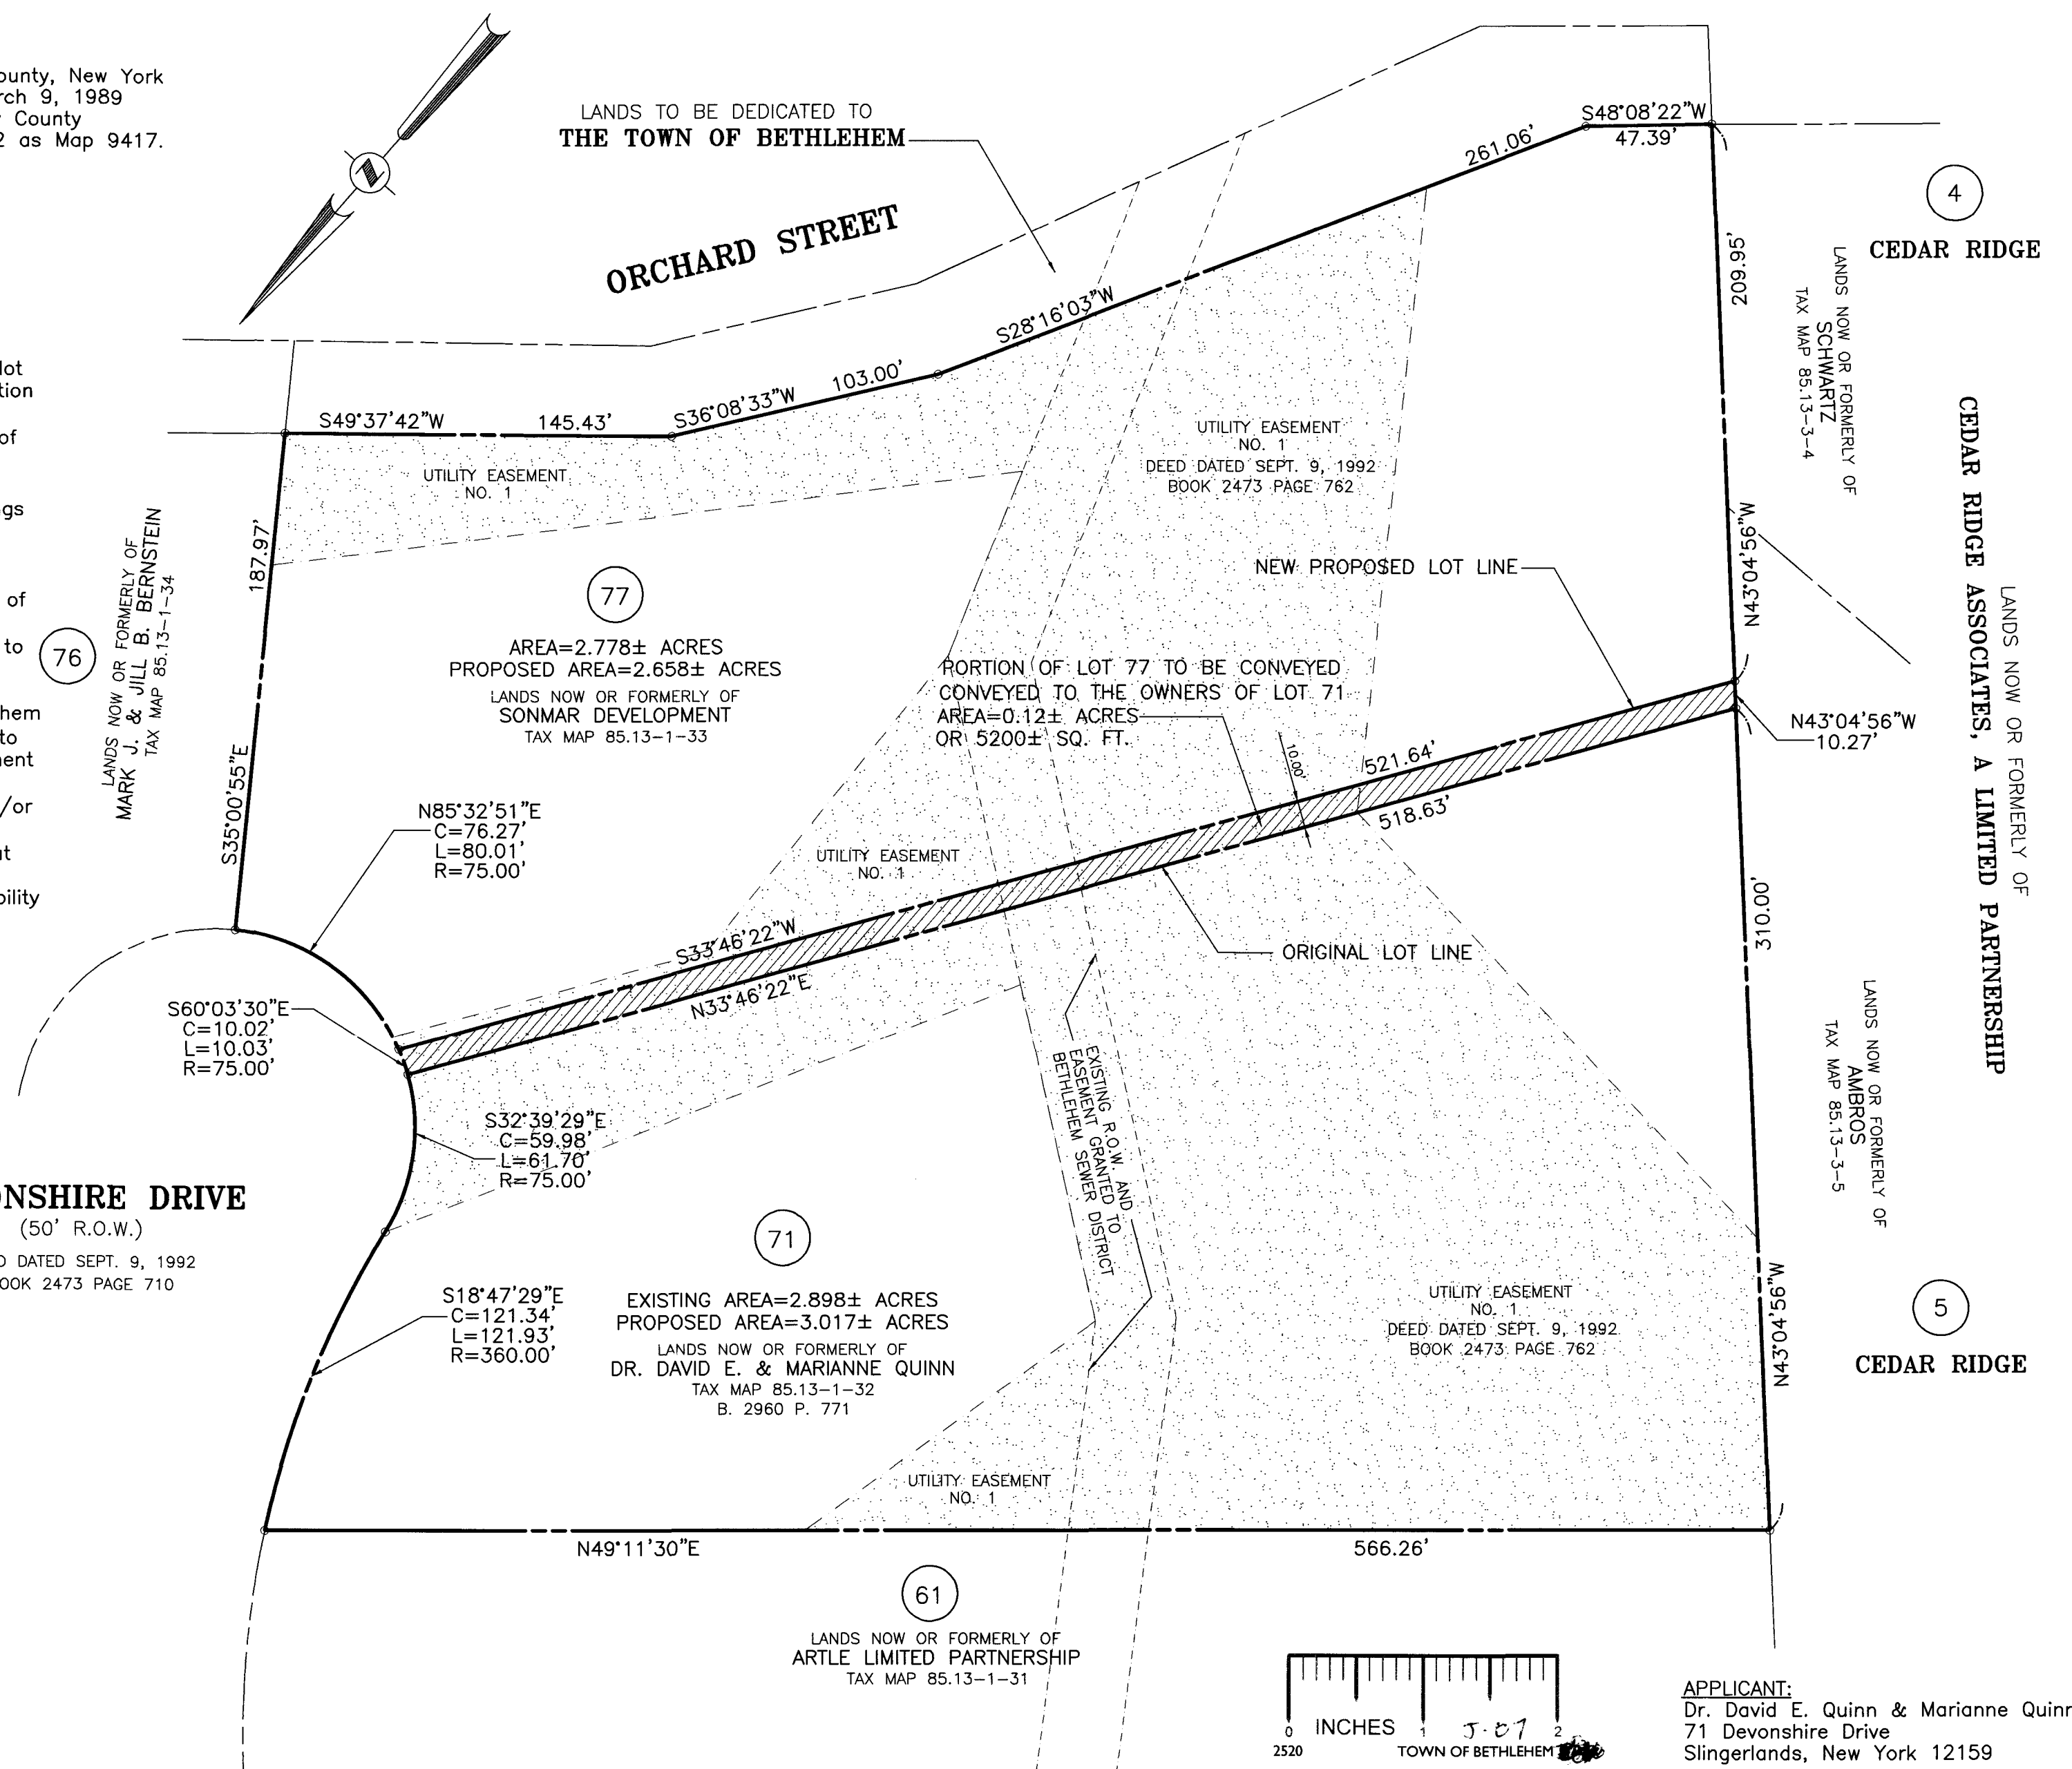 ounty, New York
rch 9, 1989
County
2 as Map 9417.
LANDS TO BE DEDICATED TO
THE TOWN OF BETHLEHEM
ORCHARD STREET
S48°08'22"W
47.39'
261.06'
S28°16'03"W
103.00'
S36°08'33"W
S49°37'42"W
145.43'
4
CEDAR RIDGE
209.95'
LANDS NOW OR FORMERLY OF
SCHWARTZ
TAX MAP 85.13-3-4
lot
tion
of
gs
of
to
hem
to
ment
/or
ut
bility
UTILITY EASEMENT
NO. 1
UTILITY EASEMENT
NO. 1
DEED DATED SEPT. 9, 1992
BOOK 2473 PAGE 762
187.97'
S35°00'55"E
76
LANDS NOW OR FORMERLY OF
MARK J. & JILL B. BERNSTEIN
TAX MAP 85.13-1-34
77
AREA=2.778± ACRES
PROPOSED AREA=2.658± ACRES
LANDS NOW OR FORMERLY OF
SONMAR DEVELOPMENT
TAX MAP 85.13-1-33
NEW PROPOSED LOT LINE
N43°04'56"W
PORTION OF LOT 77 TO BE CONVEYED
CONVEYED TO THE OWNERS OF LOT 71
AREA=0.12± ACRES
OR 5200± SQ. FT.
10.00'
521.64'
518.63'
N43°04'56"W
10.27'
LANDS NOW OR FORMERLY OF
CEDAR RIDGE ASSOCIATES, A LIMITED PARTNERSHIP
N85°32'51"E
C=76.27'
L=80.01'
R=75.00'
UTILITY EASEMENT
NO. 1
S33°46'22"W
N33°46'22"E
ORIGINAL LOT LINE
310.00'
S60°03'30"E
C=10.02'
L=10.03'
R=75.00'
S32°39'29"E
C=59.98'
L=61.70'
R=75.00'
EXISTING R.O.W. AND
EASEMENT GRANTED TO
BETHLEHEM SEWER DISTRICT
LANDS NOW OR FORMERLY OF
AMBROS
TAX MAP 85.13-3-5
ONSHIRE DRIVE
(50' R.O.W.)
D DATED SEPT. 9, 1992
OOK 2473 PAGE 710
S18°47'29"E
C=121.34'
L=121.93'
R=360.00'
71
EXISTING AREA=2.898± ACRES
PROPOSED AREA=3.017± ACRES
LANDS NOW OR FORMERLY OF
DR. DAVID E. & MARIANNE QUINN
TAX MAP 85.13-1-32
B. 2960 P. 771
UTILITY EASEMENT
NO. 1
DEED DATED SEPT. 9, 1992
BOOK 2473 PAGE 762
N43°04'56"W
5
CEDAR RIDGE
UTILITY EASEMENT
NO. 1
N49°11'30"E
566.26'
61
LANDS NOW OR FORMERLY OF
ARTLE LIMITED PARTNERSHIP
TAX MAP 85.13-1-31
0 INCHES 1 2
2520 TOWN OF BETHLEHEM
APPLICANT:
Dr. David E. Quinn & Marianne Quinn
71 Devonshire Drive
Slingerlands, New York 12159